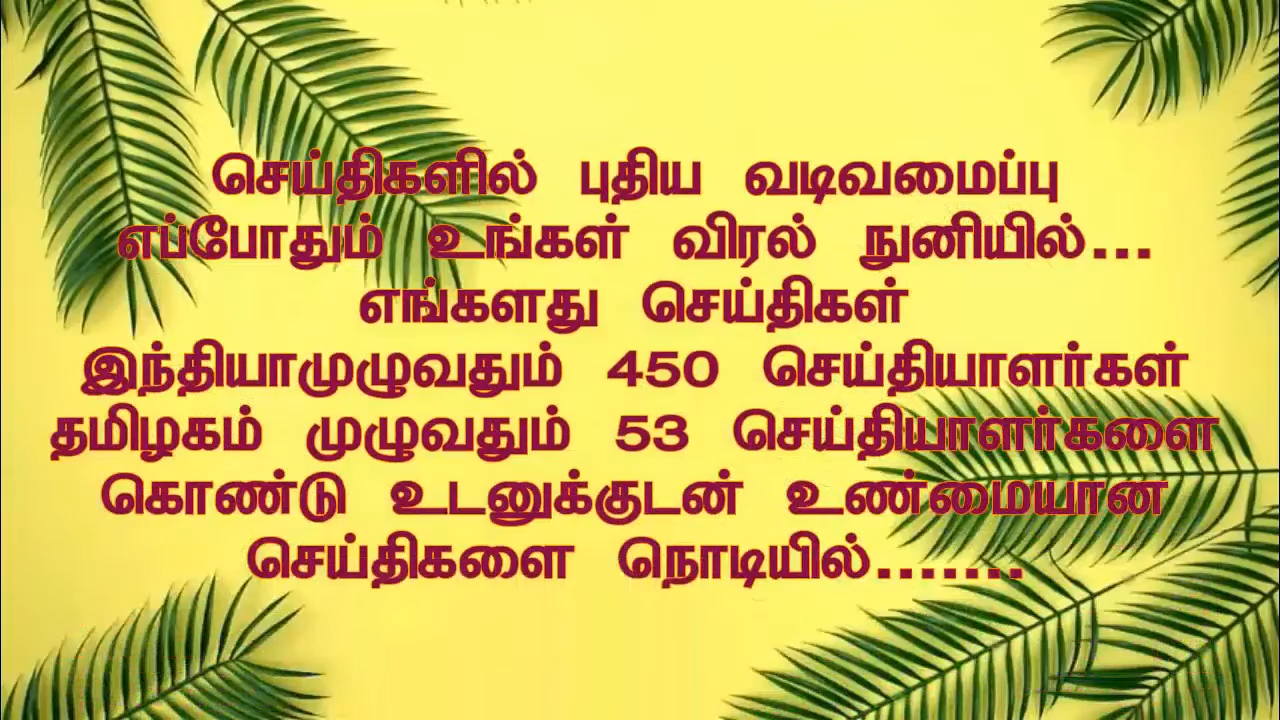 செய்திகளில் புதிய வடிவமைப்பு
எப்போதும் உங்கள் விரல் நுனியில்...
எங்களது செய்திகள்
இந்தியாமுழுவதும் 450 செய்தியாளர்கள்
தமிழகம் முழுவதும் 53 செய்தியாளர்களை
கொண்டு உடனுக்குடன் உண்மையான
செய்திகளை நொடியில்.......